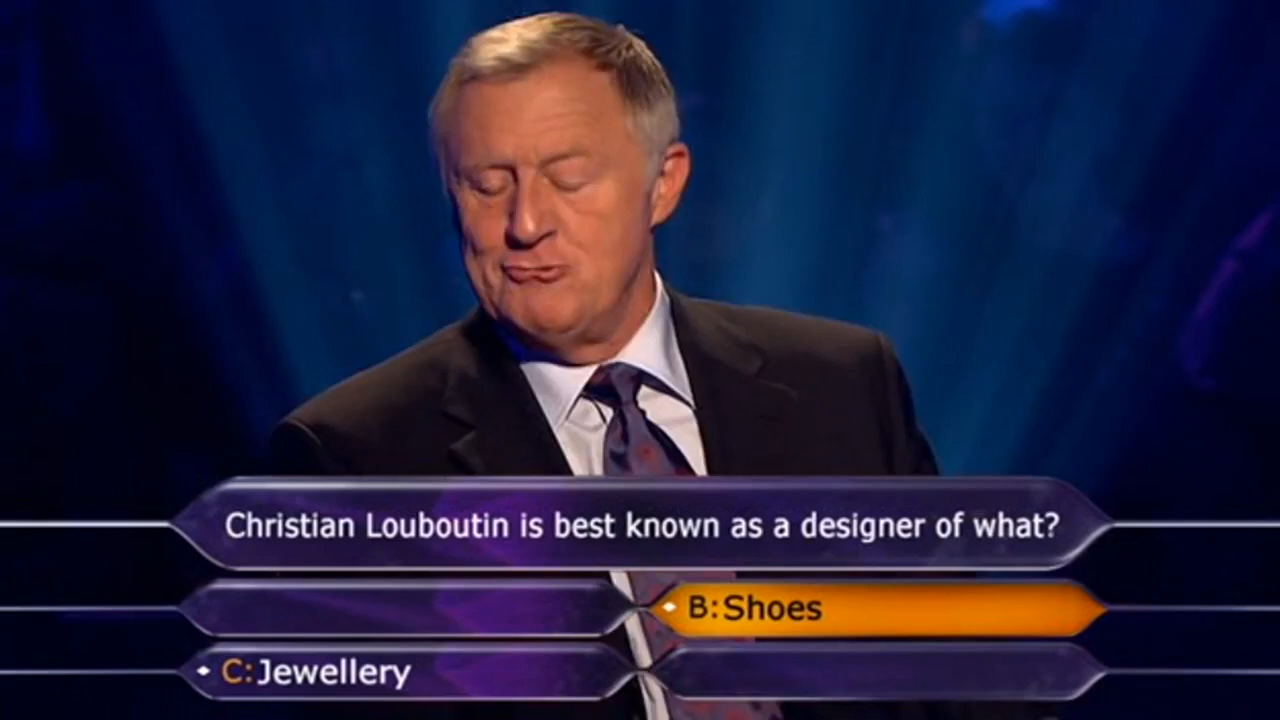 Christian Louboutin is best known as a designer of what?
B:Shoes
C:Jewellery